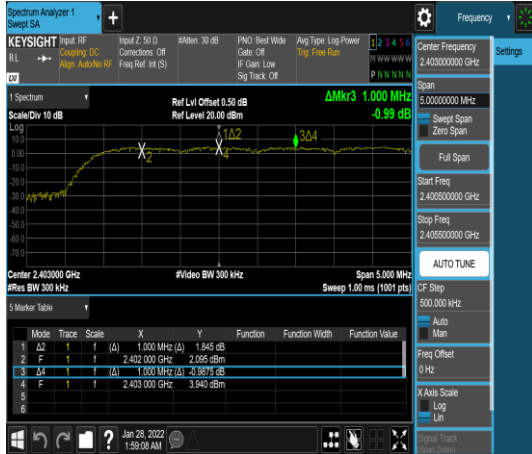 Spectrum Analyzer 1
Swept SA
+
Frequency
Settings
KEYSIGHT
RL
LXI
Input: RF
Coupling: DC
Align: Auto/No RF
Input Z: 50 Ω
Corrections: Off
Freq Ref: Int (S)
#Atten: 30 dB
PNO: Best Wide
Gate: Off
IF Gain: Low
Sig Track: Off
Avg Type: Log-Power
Trig: Free Run
1 2 3 4 5 6
M W W W W W
P N N N N N
1 Spectrum
Scale/Div 10 dB
Ref Lvl Offset 0.50 dB
Ref Level 20.00 dBm
ΔMkr3 1.000 MHz
-0.99 dB
Log
10.0
0.00
-10.0
-20.0
-30.0
-40.0
-50.0
-60.0
-70.0
2
1Δ2
4
3Δ4
Center 2.403000 GHz
#Res BW 300 kHz
#Video BW 300 kHz
Span 5.000 MHz
Sweep 1.00 ms (1001 pts)
5 Marker Table
Mode Trace Scale X Y Function Function Width Function Value
1 Δ2 1 f (Δ) 1.000 MHz (Δ) 1.845 dB
2 F 1 f 2.402 000 GHz 2.095 dBm
3 Δ4 1 f (Δ) 1.000 MHz (Δ) -0.9875 dB
4 F 1 f 2.403 000 GHz 3.940 dBm
5
6
Jan 28, 2022
1:59:08 AM
Center Frequency
2.403000000 GHz
Span
5.00000000 MHz
Swept Span
Zero Span
Full Span
Start Freq
2.400500000 GHz
Stop Freq
2.405500000 GHz
AUTO TUNE
CF Step
500.000 kHz
Auto
Man
Freq Offset
0 Hz
X Axis Scale
Log
Lin
Signal Track
(Span Zoom)